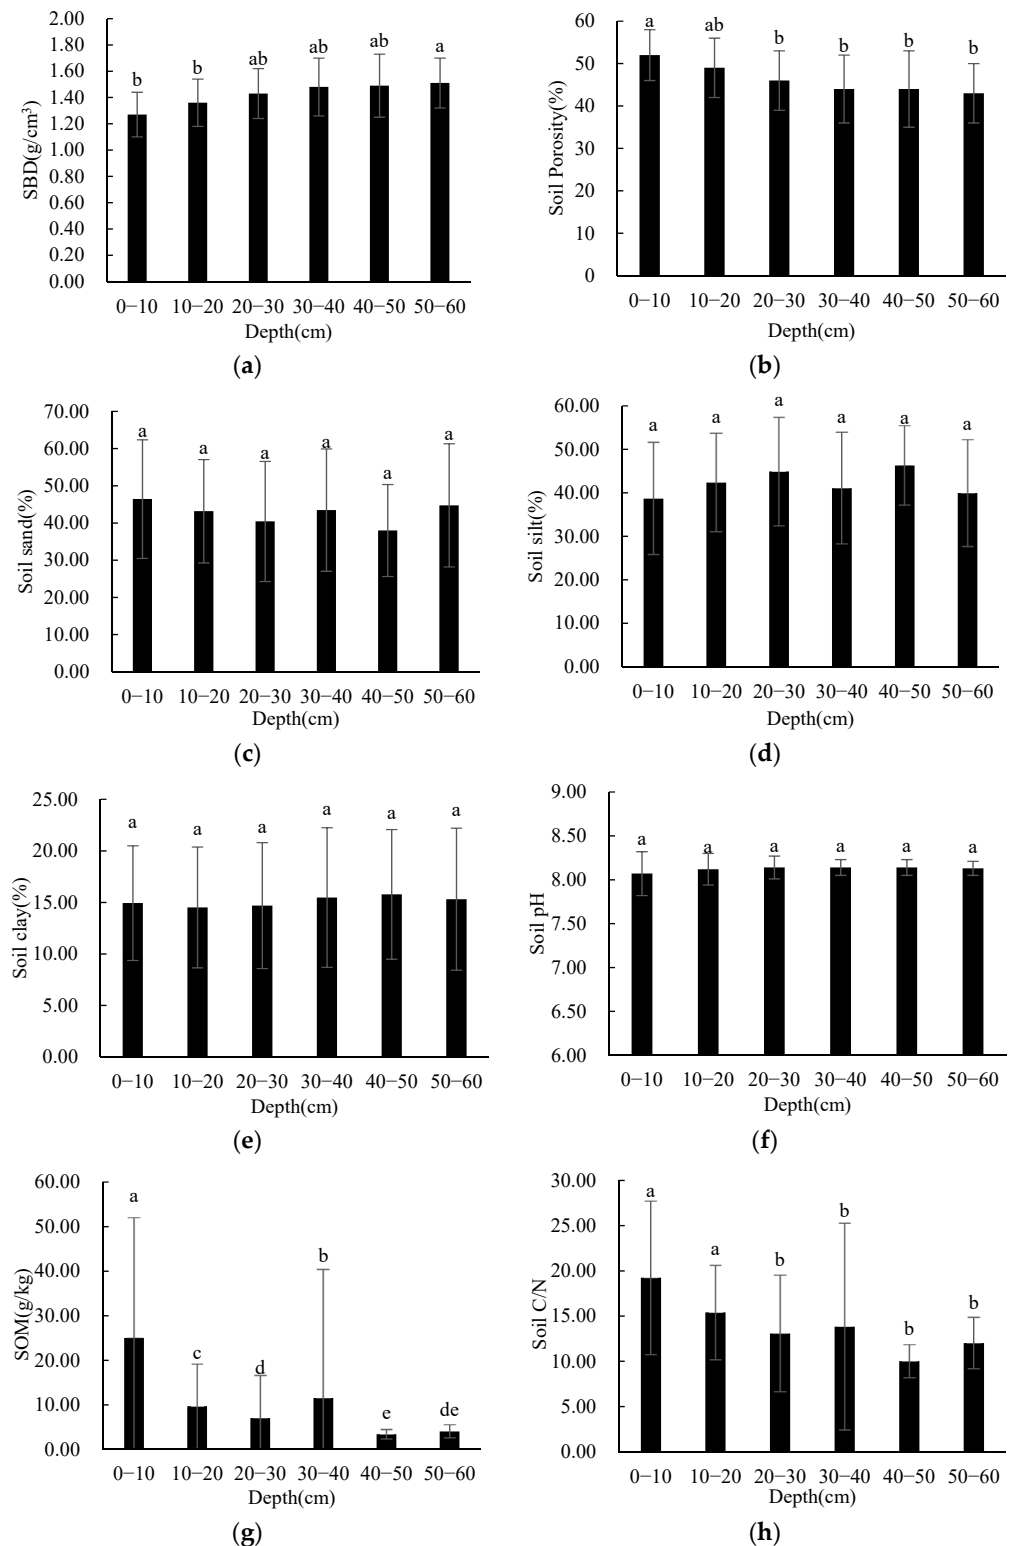 2.00
1.80
1.60
1.40
1.20
1.00
0.80
0.60
0.40
0.20
0.00
SBD(g/cm³)
b b ab ab ab a
0−10 10−20 20−30 30−40 40−50 50−60
Depth(cm)
(a)
60
50
40
30
20
10
0
Soil Porosity(%)
a ab b b b b
0−10 10−20 20−30 30−40 40−50 50−60
Depth(cm)
(b)
70.00
60.00
50.00
40.00
30.00
20.00
10.00
0.00
Soil sand(%)
a a a a a a
0−10 10−20 20−30 30−40 40−50 50−60
Depth(cm)
(c)
60.00
50.00
40.00
30.00
20.00
10.00
0.00
Soil silt(%)
a a a a a a
0−10 10−20 20−30 30−40 40−50 50−60
Depth(cm)
(d)
25.00
20.00
15.00
10.00
5.00
0.00
Soil clay(%)
a a a a a a
0−10 10−20 20−30 30−40 40−50 50−60
Depth(cm)
(e)
9.00
8.50
8.00
7.50
7.00
6.50
6.00
Soil pH
a a a a a a
0−10 10−20 20−30 30−40 40−50 50−60
Depth(cm)
(f)
60.00
50.00
40.00
30.00
20.00
10.00
0.00
SOM(g/kg)
a c d b e de
0−10 10−20 20−30 30−40 40−50 50−60
Depth(cm)
(g)
30.00
25.00
20.00
15.00
10.00
5.00
0.00
Soil C/N
a a b b b b
0−10 10−20 20−30 30−40 40−50 50−60
Depth(cm)
(h)